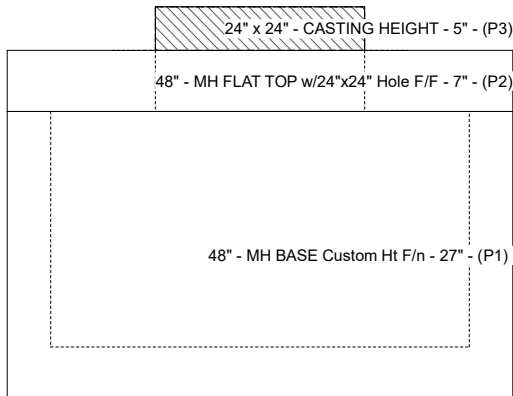 24" x 24" - CASTING HEIGHT - 5" - (P3)
48" - MH FLAT TOP w/24"x24" Hole F/F - 7" - (P2)
48" - MH BASE Custom Ht F/n - 27" - (P1)